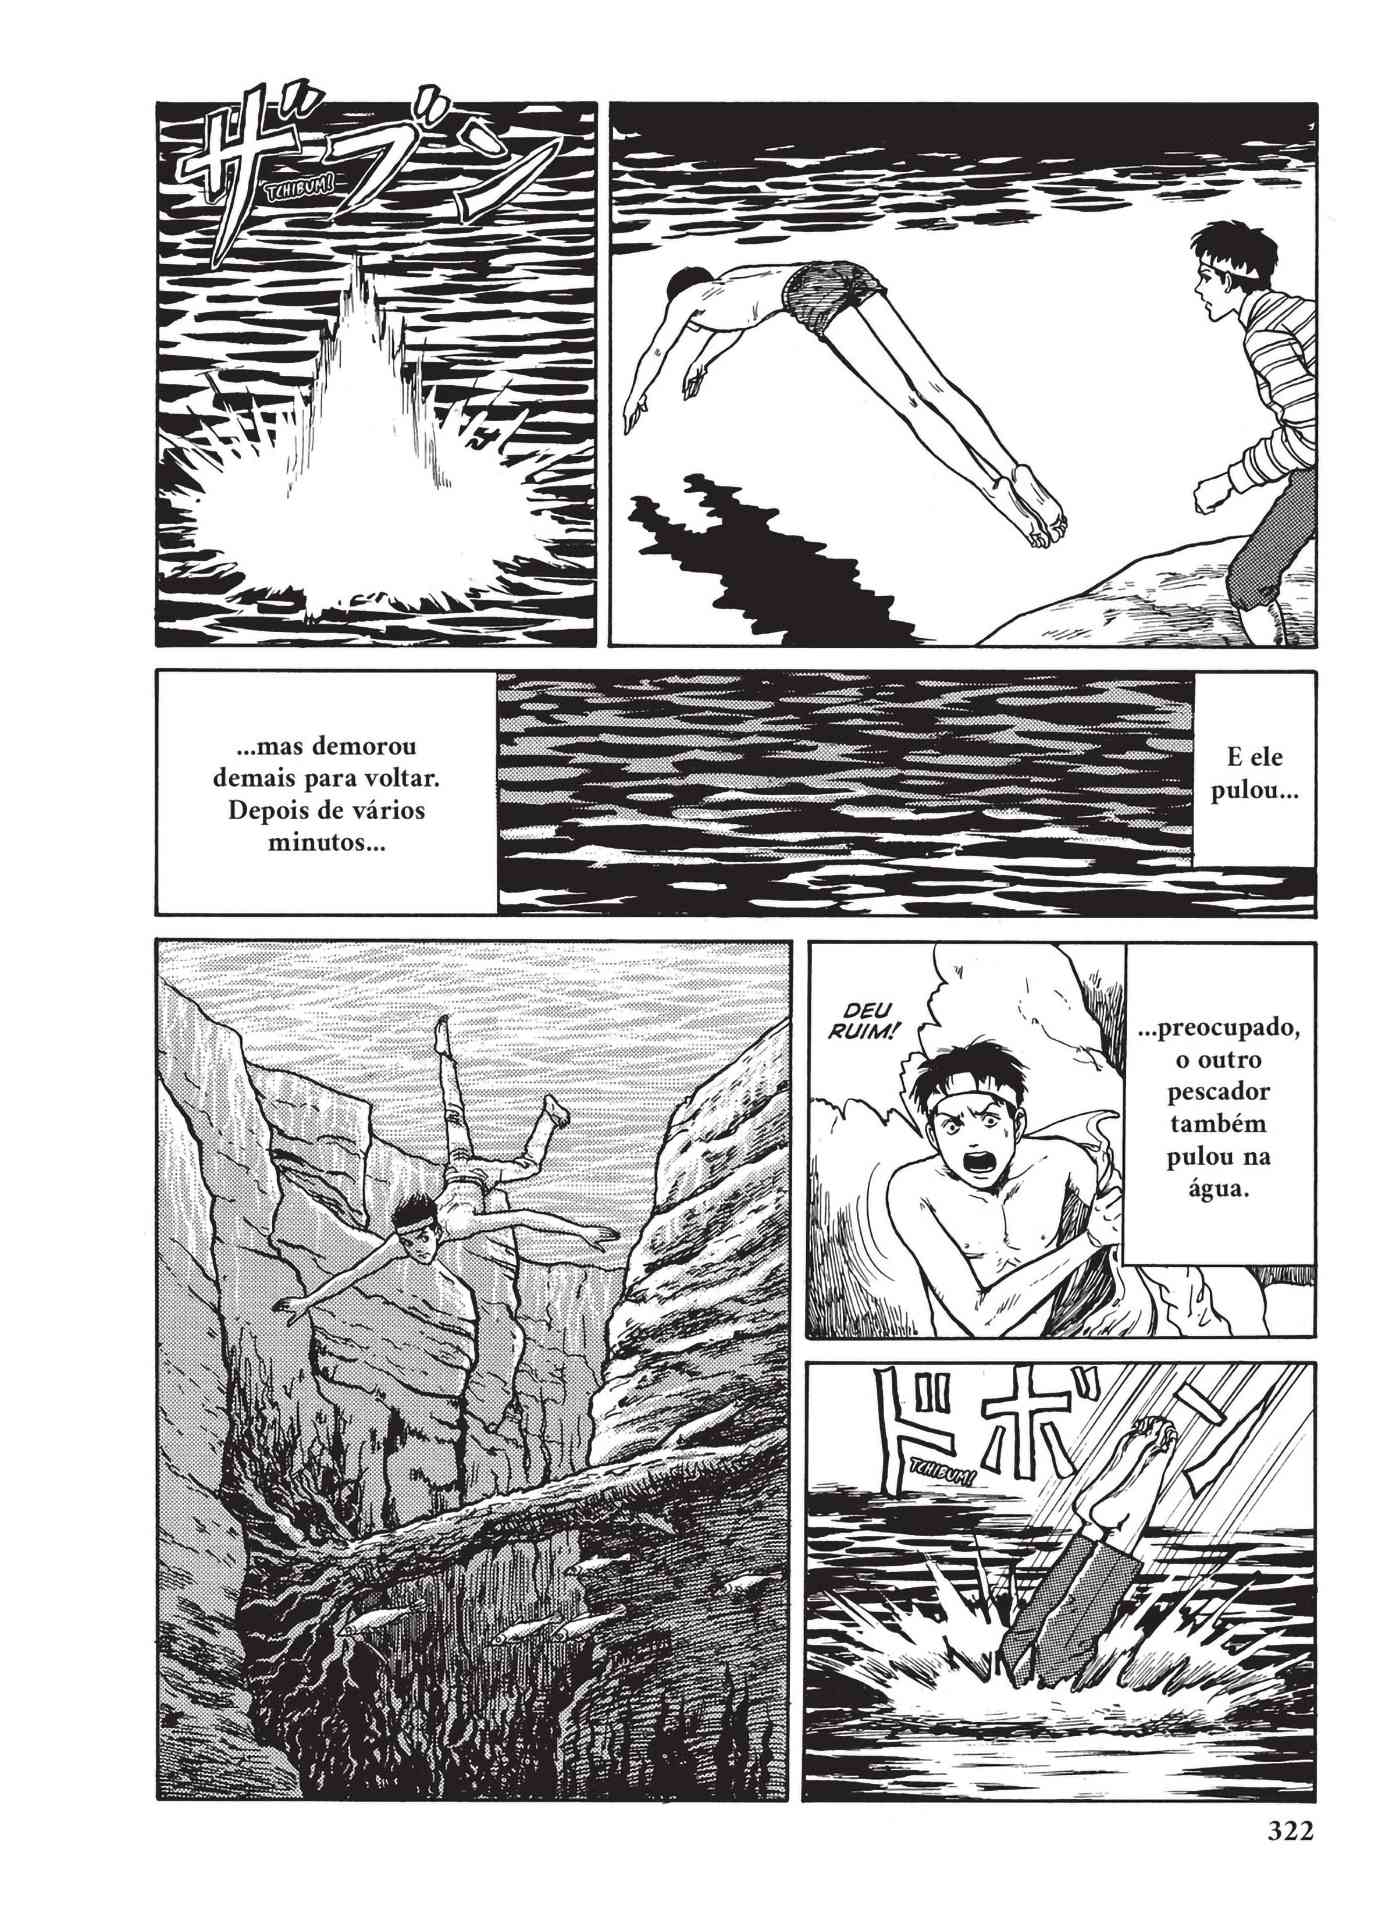 ザブン
TCHIBUM!
E ele
pulou...
...mas demorou
demais para voltar.
Depois de vários
minutos...
...preocupado,
o outro
pescador
também
pulou na
água.
DEU
RUIM!
ドボン
TCHIBUM!
322